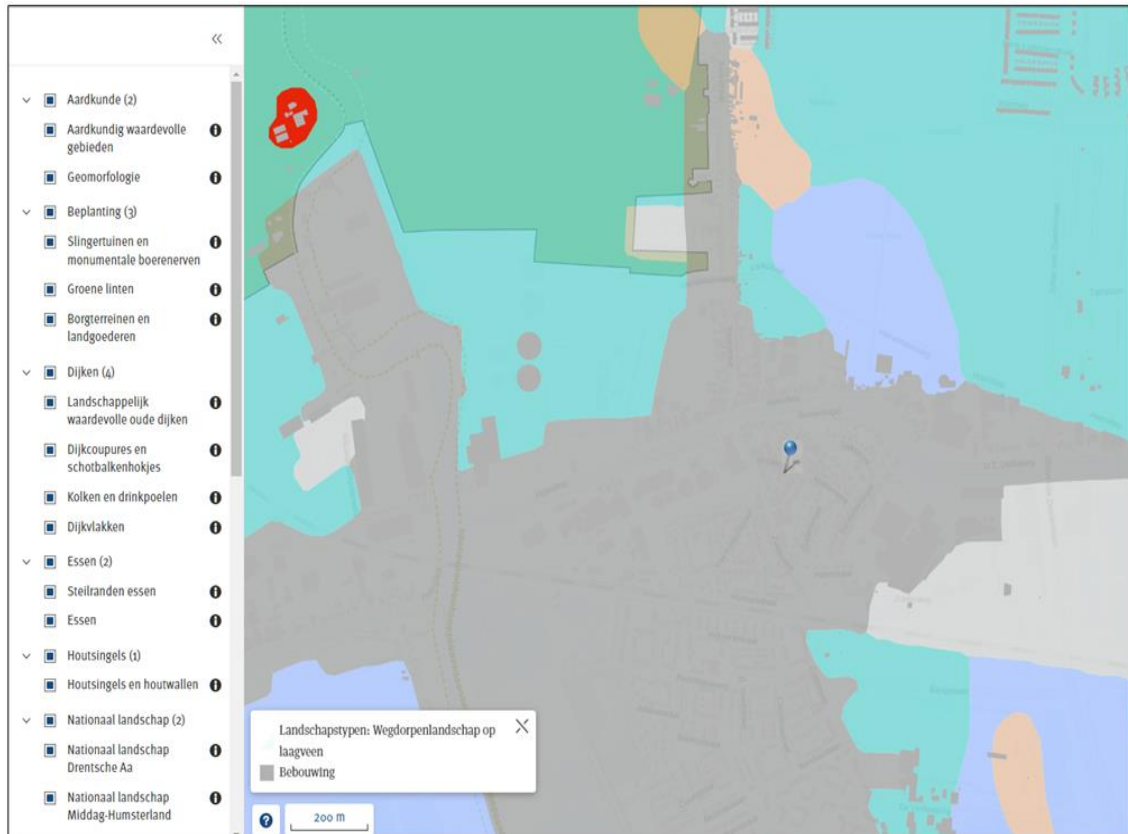 «
Aardkunde (2)
Aardkundig waardevolle
gebieden
Geomorfologie
Beplanting (3)
Slingertuinen en
monumentale boerenerven
Groene linten
Borgterreinen en
landgoederen
Dijken (4)
Landschappelijk
waardevolle oude dijken
Dijkcoupures en
schotbalkenhokjes
Kolken en drinkpoelen
Dijkvlakken
Essen (2)
Steilranden essen
Essen
Houtsingels (1)
Houtsingels en houtwallen
Nationaal landschap (2)
Nationaal landschap
Drentsche Aa
Nationaal landschap
Middag-Humsterland
Landschapstypen: Wegdorpenlandschap op
laagveen
Bebouwing
200 m